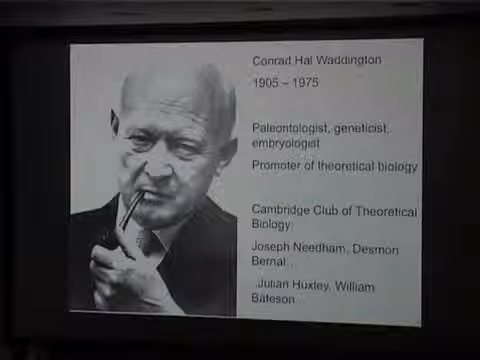 Conrad Hal Waddington
1905 – 1975
Paleontologist, geneticist,
embryologist
Promoter of theoretical biology
Cambridge Club of Theoretical
Biology:
Joseph Needham, Desmon
Bernal…
…Julian Huxley, William
Bateson…